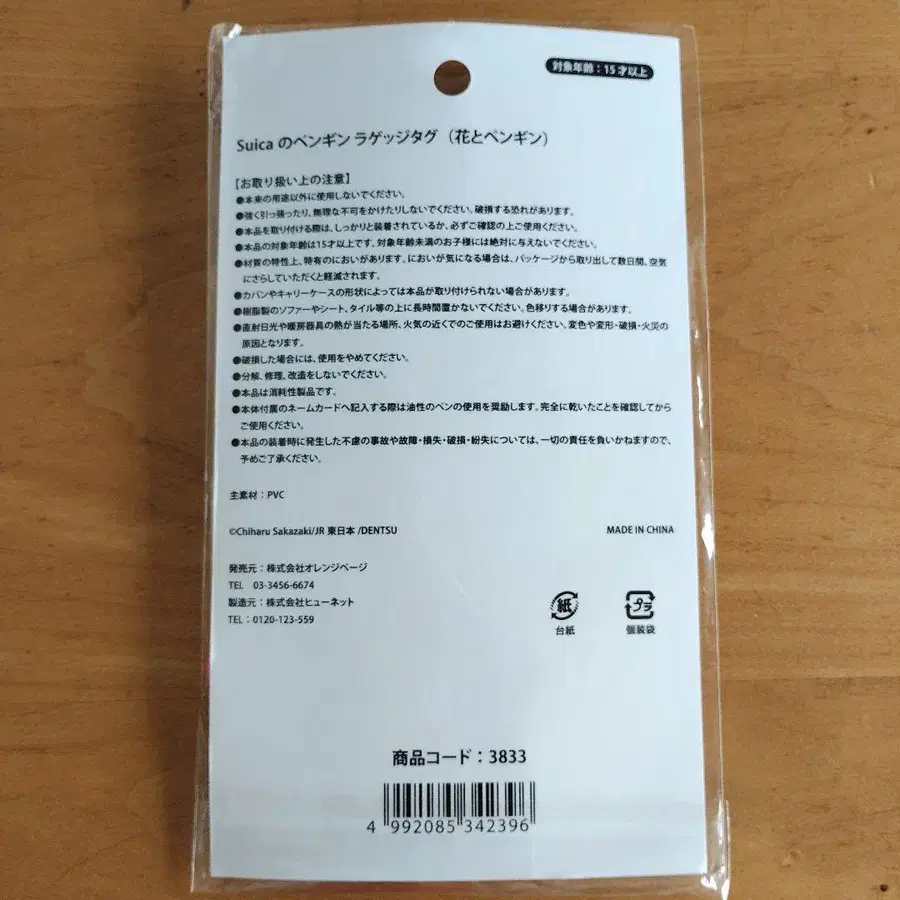 対象年齢：15才以上
Suica のペンギン ラゲッジタグ（花とペンギン）
【お取り扱い上の注意】
●本来の用途以外に使用しないでください。
●強く引っ張ったり、無理な不可をかけたりしないでください。破損する恐れがあります。
●本品を取り付ける際は、しっかりと装着されているか、必ずご確認の上ご使用ください。
●本品の対象年齢は15才以上です。対象年齢未満のお子様には絶対に与えないでください。
●材質の特性上、特有のにおいがあります。においが気になる場合は、パッケージから取り出して数日間、空気
にさらしていただくと軽減されます。
●カバンやキャリーケースの形状によっては本品が取り付けられない場合があります。
●樹脂製のソファーやシート、タイル等の上に長時間置かないでください。色移りする場合があります。
●直射日光や暖房器具の熱が当たる場所、火気の近くでのご使用はお避けください。変色や変形・破損・火災の
原因となります。
●破損した場合には、使用をやめてください。
●分解、修理、改造をしないでください。
●本品は消耗性製品です。
●本体付属のネームカードへ記入する際は油性のペンの使用を奨励します。完全に乾いたことを確認してから
ご使用ください。
●本品の装着時に発生した不慮の事故や故障・損失・破損・紛失については、一切の責任を負いかねますので、
予めご了承ください。
主素材：PVC
©Chiharu Sakazaki/JR 東日本 /DENTSU
MADE IN CHINA
発売元：株式会社オレンジページ
TEL 03-3456-6674
製造元：株式会社ヒューネット
TEL：0120-123-559
紙
台紙
プラ
個装袋
商品コード：3833
4 992085 342396